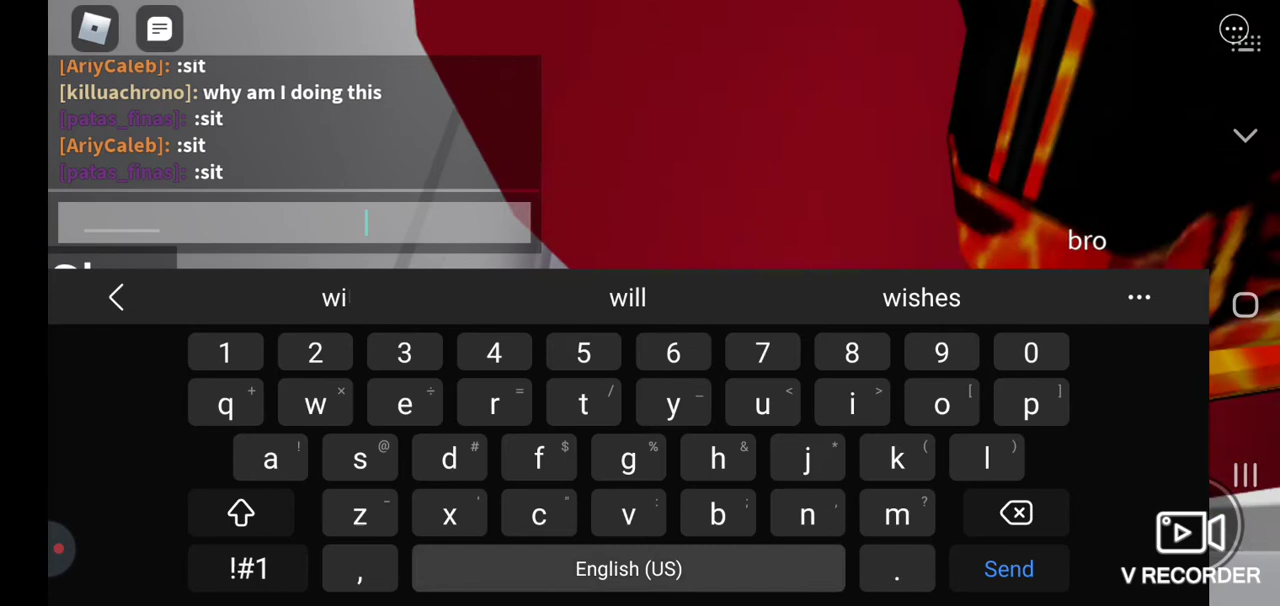 [AriyCaleb]: :sit
[killuachrono]: why am I doing this
[patas_finas]: :sit
[AriyCaleb]: :sit
[patas_finas]: :sit
bro
wi will wishes
1 2 3 4 5 6 7 8 9 0
q + w × e ÷ r = t / y _ u < i > o [ p ]
a ! s @ d # f $ g % h & j * k ( l )
z - x ' c " v : b ; n , m ?
!#1 , English (US) . Send
V RECORDER